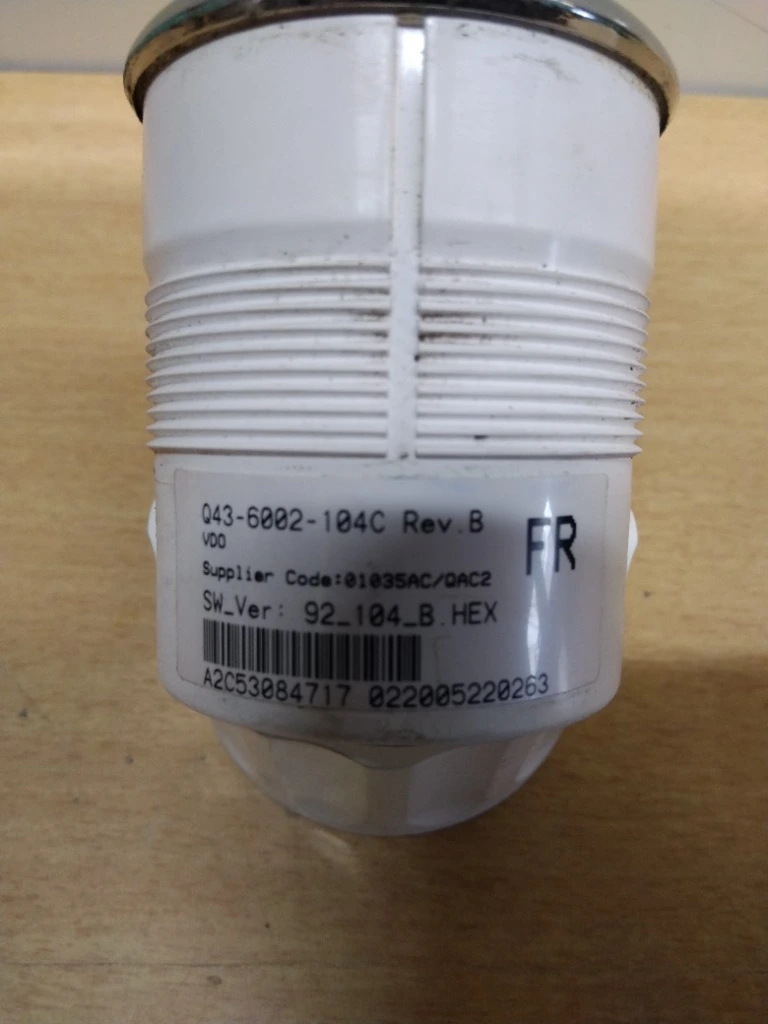 Q43-6002-104C Rev.B
VDO
FR
Supplier Code:01035AC/QAC2
SW_Ver: 92_104_B.HEX
A2C53084717 022005220263